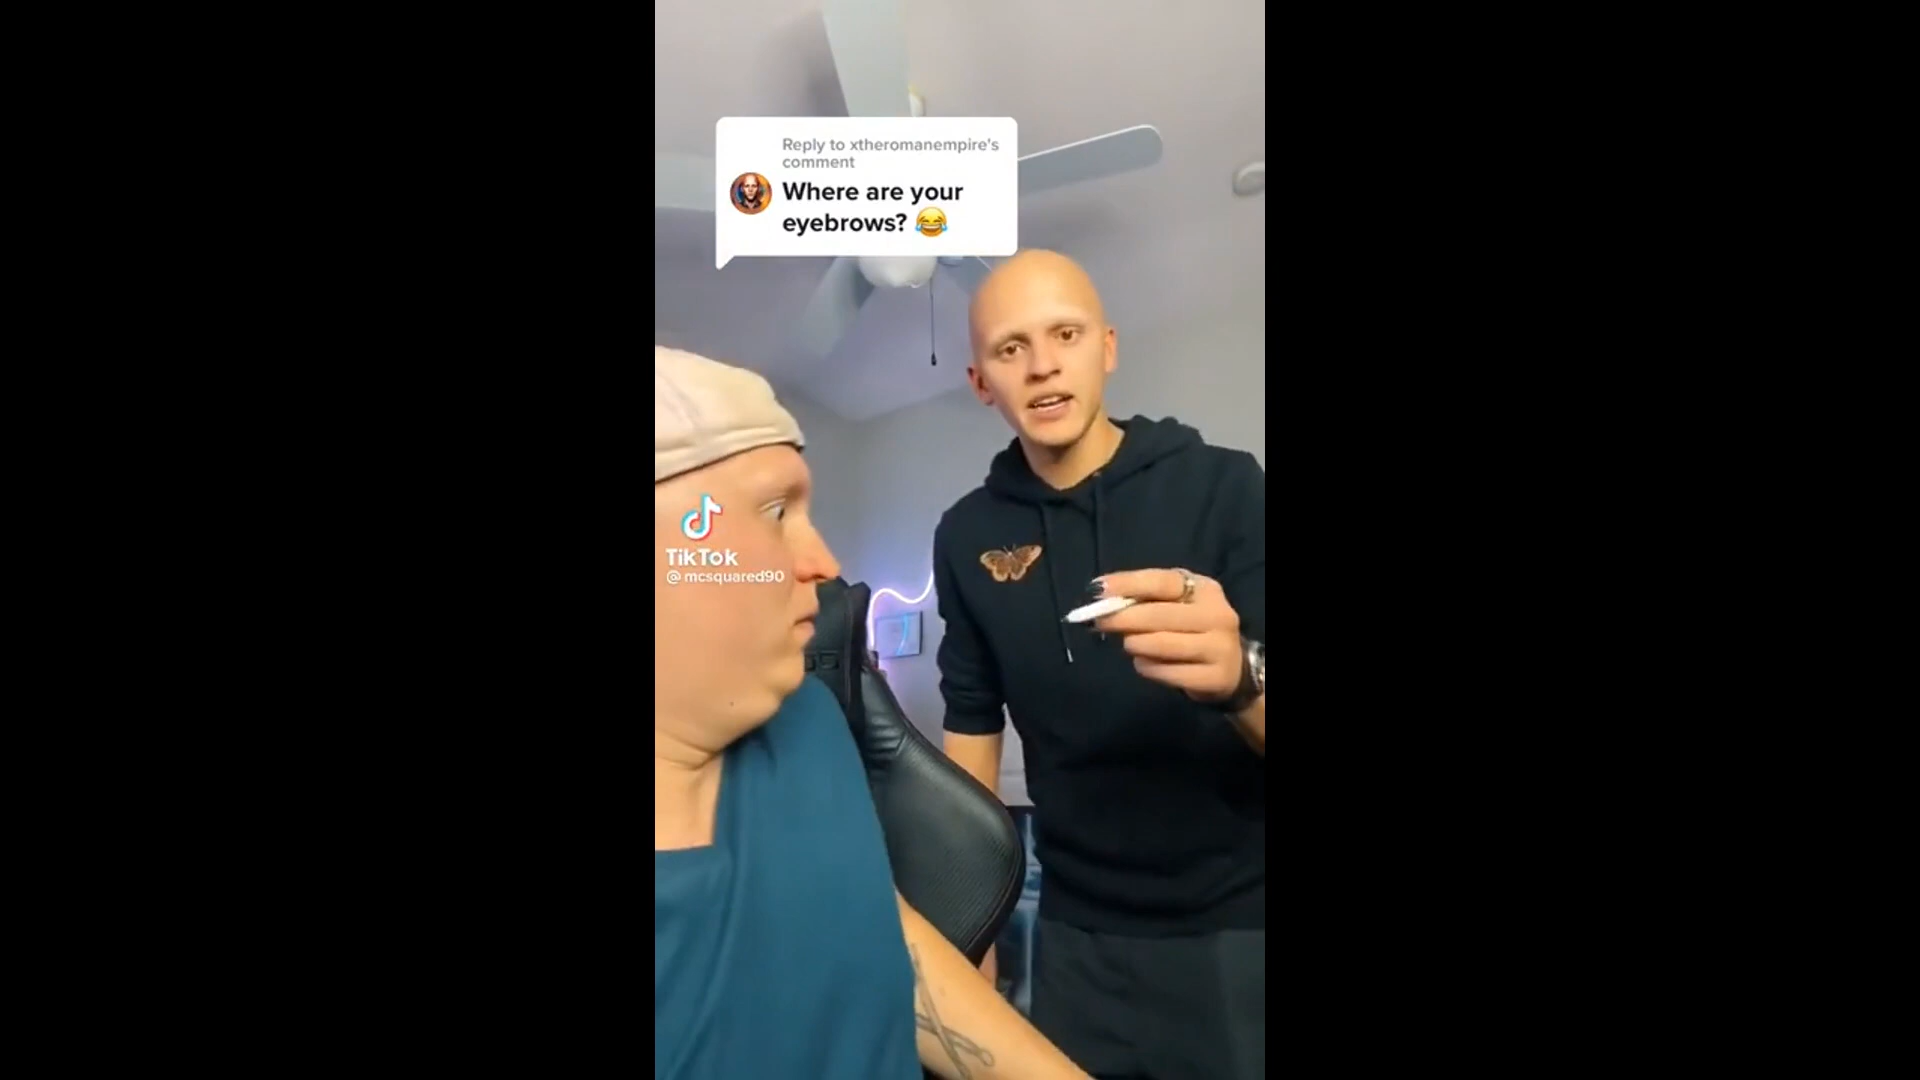 Reply to xtheromanempire's
comment
Where are your
eyebrows? 😂
TikTok
@mcsquared90